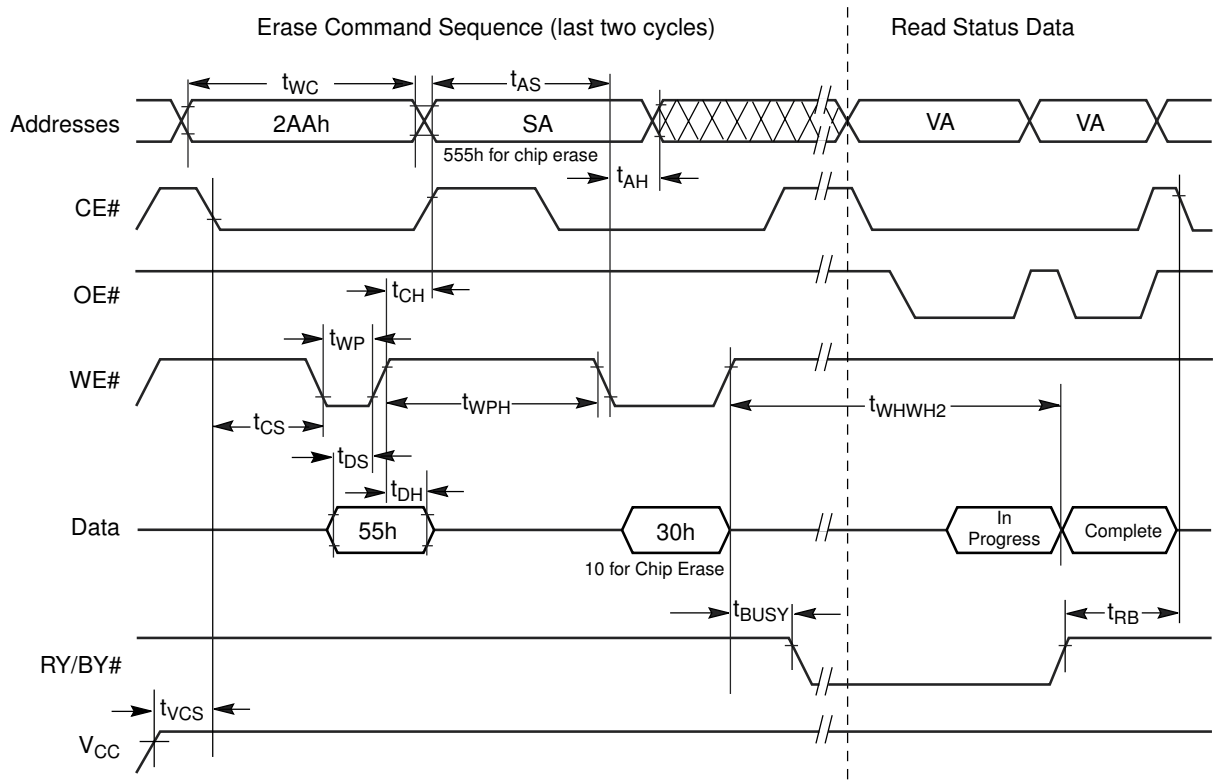 Erase Command Sequence (last two cycles)
Read Status Data
tWC
tAS
Addresses
2AAh
SA
VA
VA
555h for chip erase
tAH
CE#
OE#
tCH
tWP
WE#
tWPH
tWHWH2
tCS
tDS
tDH
Data
55h
30h
In
Progress
Complete
10 for Chip Erase
tBUSY
tRB
RY/BY#
tVCS
VCC